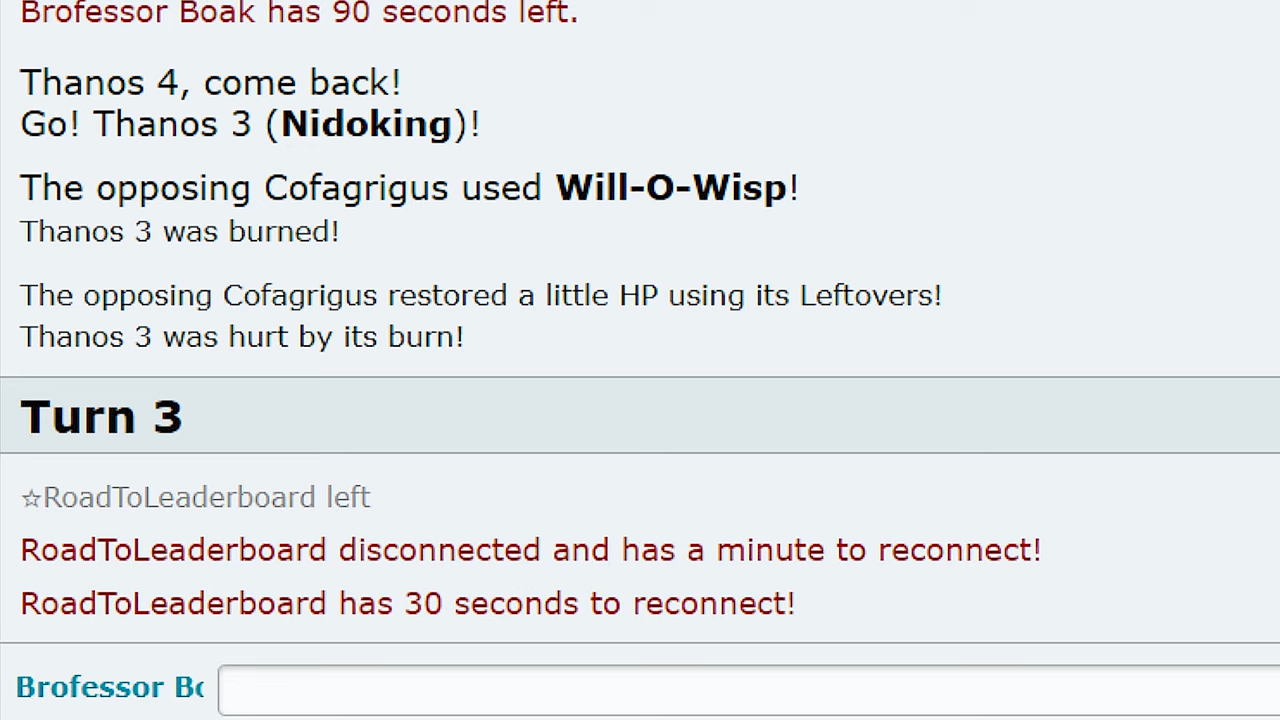 Brofessor Boak has 90 seconds left.
Thanos 4, come back!
Go! Thanos 3 (Nidoking)!
The opposing Cofagrigus used Will-O-Wisp!
Thanos 3 was burned!
The opposing Cofagrigus restored a little HP using its Leftovers!
Thanos 3 was hurt by its burn!
Turn 3
☆RoadToLeaderboard left
RoadToLeaderboard disconnected and has a minute to reconnect!
RoadToLeaderboard has 30 seconds to reconnect!
Brofessor Bo